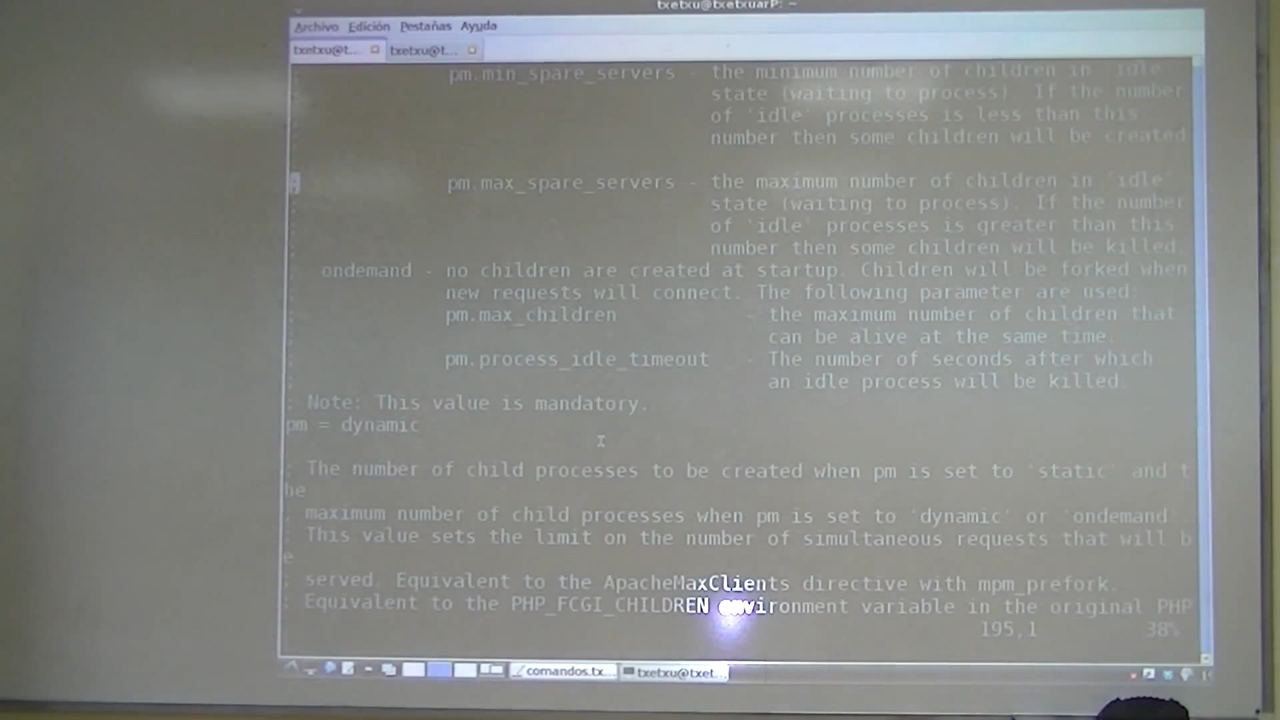 txetxu@txetxuarP: ~
Archivo Edición Pestañas Ayuda
txetxu@t... txetxu@t...
pm.min_spare_servers - the minimum number of children in 'idle'
state (waiting to process). If the number
of 'idle' processes is less than this
number then some children will be created
; pm.max_spare_servers - the maximum number of children in 'idle'
state (waiting to process). If the number
of 'idle' processes is greater than this
number then some children will be killed.
; ondemand - no children are created at startup. Children will be forked when
; new requests will connect. The following parameter are used:
; pm.max_children - the maximum number of children that
; can be alive at the same time.
; pm.process_idle_timeout - The number of seconds after which
; an idle process will be killed.
; Note: This value is mandatory.
pm = dynamic
; The number of child processes to be created when pm is set to 'static' and t
he
; maximum number of child processes when pm is set to 'dynamic' or 'ondemand'.
; This value sets the limit on the number of simultaneous requests that will b
e
; served. Equivalent to the ApacheMaxClients directive with mpm_prefork.
; Equivalent to the PHP_FCGI_CHILDREN environment variable in the original PHP
195,1 38%
comandos.tx... txetxu@txet...